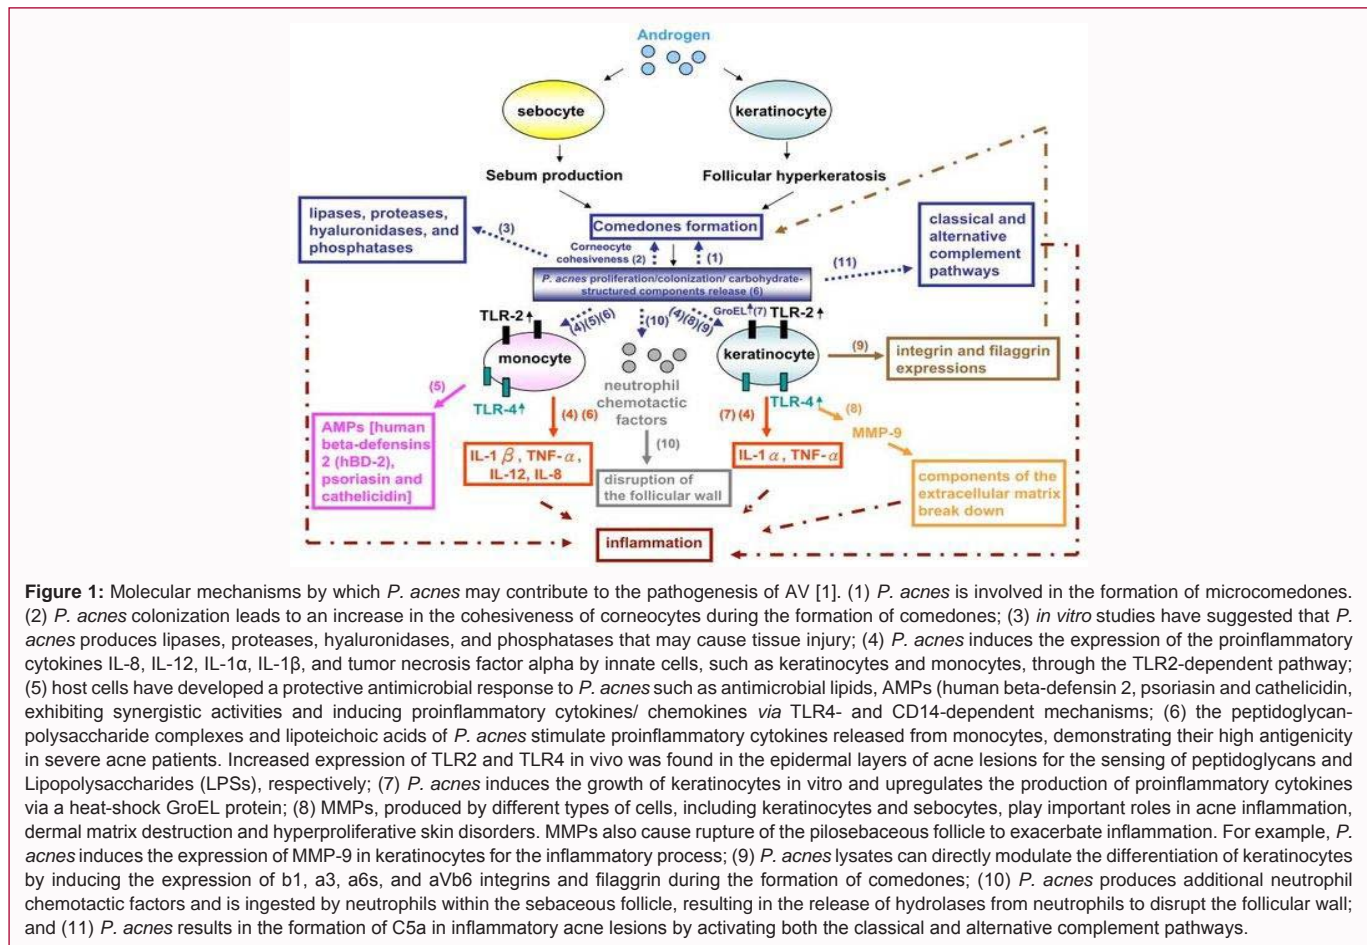 Androgen
sebocyte
keratinocyte
Sebum production
Follicular hyperkeratosis
lipases, proteases,
hyaluronidases, and
phosphatases
(3)
Comedones formation
classical and
alternative
complement
pathways
Corneocyte
cohesiveness (2)
(1)
(11)
P. acnes proliferation/colonization/ carbohydrate-
structured components release (6)
TLR-2↑
(4)(5)(6)
(10)
(4)(8)(9)
GroEL↑(7)
TLR-2↑
monocyte
keratinocyte
(9)
integrin and filaggrin
expressions
(5)
TLR-4↑
neutrophil
chemotactic
factors
TLR-4↑
(8)
(4) (6)
(7) (4)
MMP-9
AMPs [human
beta-defensins
2 (hBD-2),
psoriasin and
cathelicidin]
(10)
IL-1 β, TNF-α,
IL-12, IL-8
IL-1 α, TNF-α
disruption of
the follicular wall
components of the
extracellular matrix
break down
inflammation
Figure 1: Molecular mechanisms by which P. acnes may contribute to the pathogenesis of AV [1]. (1) P. acnes is involved in the formation of microcomedones.
(2) P. acnes colonization leads to an increase in the cohesiveness of corneocytes during the formation of comedones; (3) in vitro studies have suggested that P.
acnes produces lipases, proteases, hyaluronidases, and phosphatases that may cause tissue injury; (4) P. acnes induces the expression of the proinflammatory
cytokines IL-8, IL-12, IL-1α, IL-1β, and tumor necrosis factor alpha by innate cells, such as keratinocytes and monocytes, through the TLR2-dependent pathway;
(5) host cells have developed a protective antimicrobial response to P. acnes such as antimicrobial lipids, AMPs (human beta-defensin 2, psoriasin and cathelicidin,
exhibiting synergistic activities and inducing proinflammatory cytokines/ chemokines via TLR4- and CD14-dependent mechanisms; (6) the peptidoglycan-
polysaccharide complexes and lipoteichoic acids of P. acnes stimulate proinflammatory cytokines released from monocytes, demonstrating their high antigenicity
in severe acne patients. Increased expression of TLR2 and TLR4 in vivo was found in the epidermal layers of acne lesions for the sensing of peptidoglycans and
Lipopolysaccharides (LPSs), respectively; (7) P. acnes induces the growth of keratinocytes in vitro and upregulates the production of proinflammatory cytokines
via a heat-shock GroEL protein; (8) MMPs, produced by different types of cells, including keratinocytes and sebocytes, play important roles in acne inflammation,
dermal matrix destruction and hyperproliferative skin disorders. MMPs also cause rupture of the pilosebaceous follicle to exacerbate inflammation. For example, P.
acnes induces the expression of MMP-9 in keratinocytes for the inflammatory process; (9) P. acnes lysates can directly modulate the differentiation of keratinocytes
by inducing the expression of b1, a3, a6s, and aVb6 integrins and filaggrin during the formation of comedones; (10) P. acnes produces additional neutrophil
chemotactic factors and is ingested by neutrophils within the sebaceous follicle, resulting in the release of hydrolases from neutrophils to disrupt the follicular wall;
and (11) P. acnes results in the formation of C5a in inflammatory acne lesions by activating both the classical and alternative complement pathways.